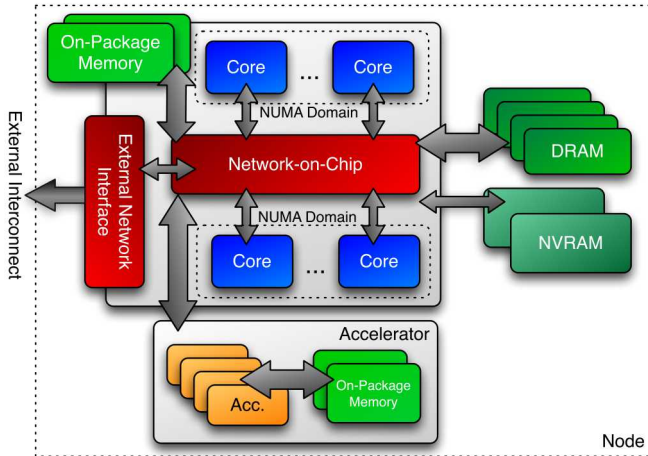 On-Package
Memory
Core
...
Core
NUMA Domain
External Interconnect
External Network
Interface
Network-on-Chip
DRAM
NUMA Domain
NVRAM
Core
...
Core
Accelerator
Acc.
On-Package
Memory
Node